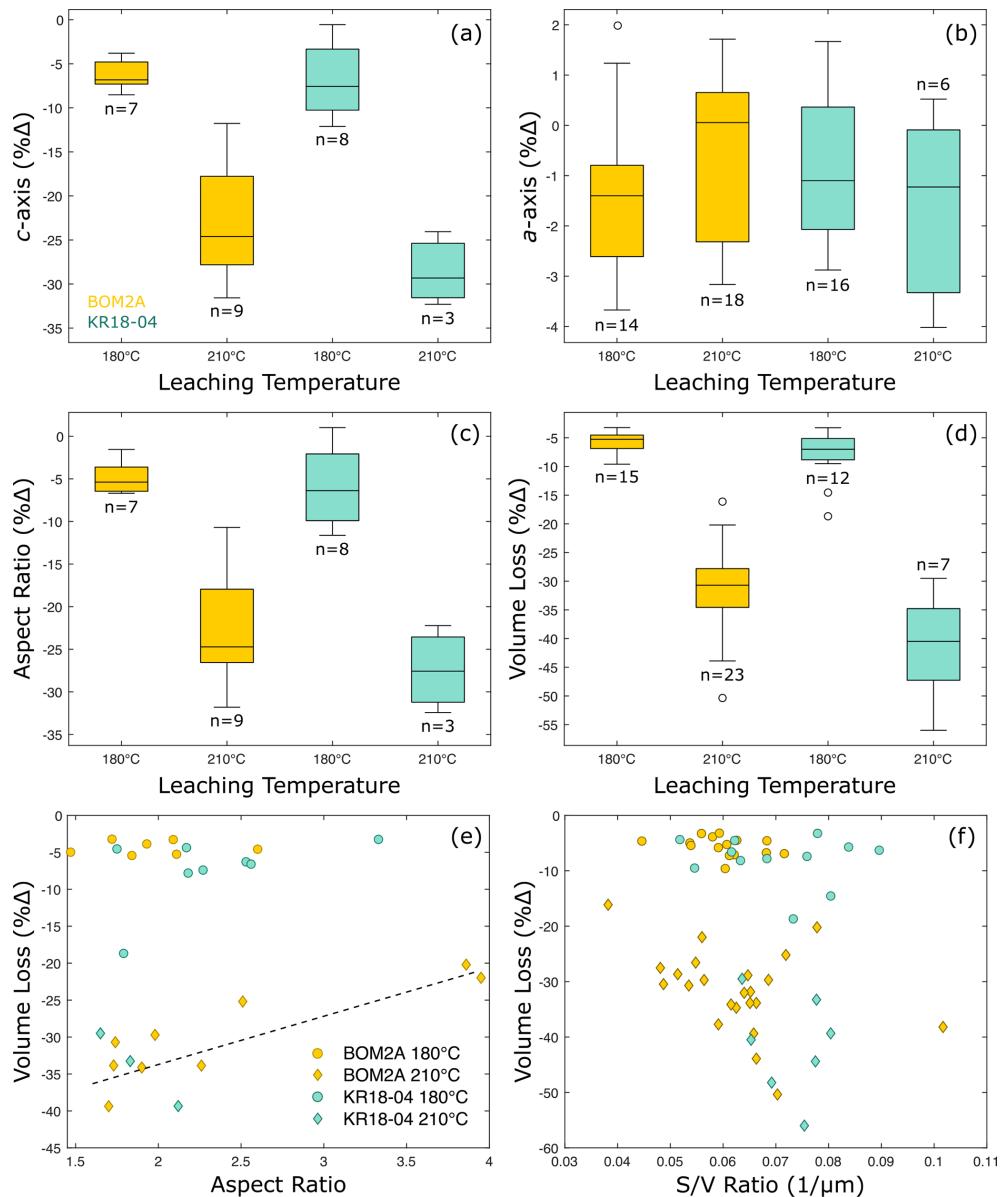 (a)
c-axis (%Δ)
0
-5
-10
-15
-20
-25
-30
-35
n=7
n=9
n=8
n=3
BOM2A
KR18-04
180°C 210°C 180°C 210°C
Leaching Temperature
(b)
a-axis (%Δ)
2
1
0
-1
-2
-3
-4
n=14
n=18
n=16
n=6
180°C 210°C 180°C 210°C
Leaching Temperature
(c)
Aspect Ratio (%Δ)
0
-5
-10
-15
-20
-25
-30
-35
n=7
n=9
n=8
n=3
180°C 210°C 180°C 210°C
Leaching Temperature
(d)
Volume Loss (%Δ)
-5
-10
-15
-20
-25
-30
-35
-40
-45
-50
-55
n=15
n=23
n=12
n=7
180°C 210°C 180°C 210°C
Leaching Temperature
(e)
Volume Loss (%Δ)
0
-5
-10
-15
-20
-25
-30
-35
-40
-45
BOM2A 180°C
BOM2A 210°C
KR18-04 180°C
KR18-04 210°C
1.5 2 2.5 3 3.5 4
Aspect Ratio
(f)
Volume Loss (%Δ)
0
-10
-20
-30
-40
-50
-60
0.03 0.04 0.05 0.06 0.07 0.08 0.09 0.1 0.11
S/V Ratio (1/μm)